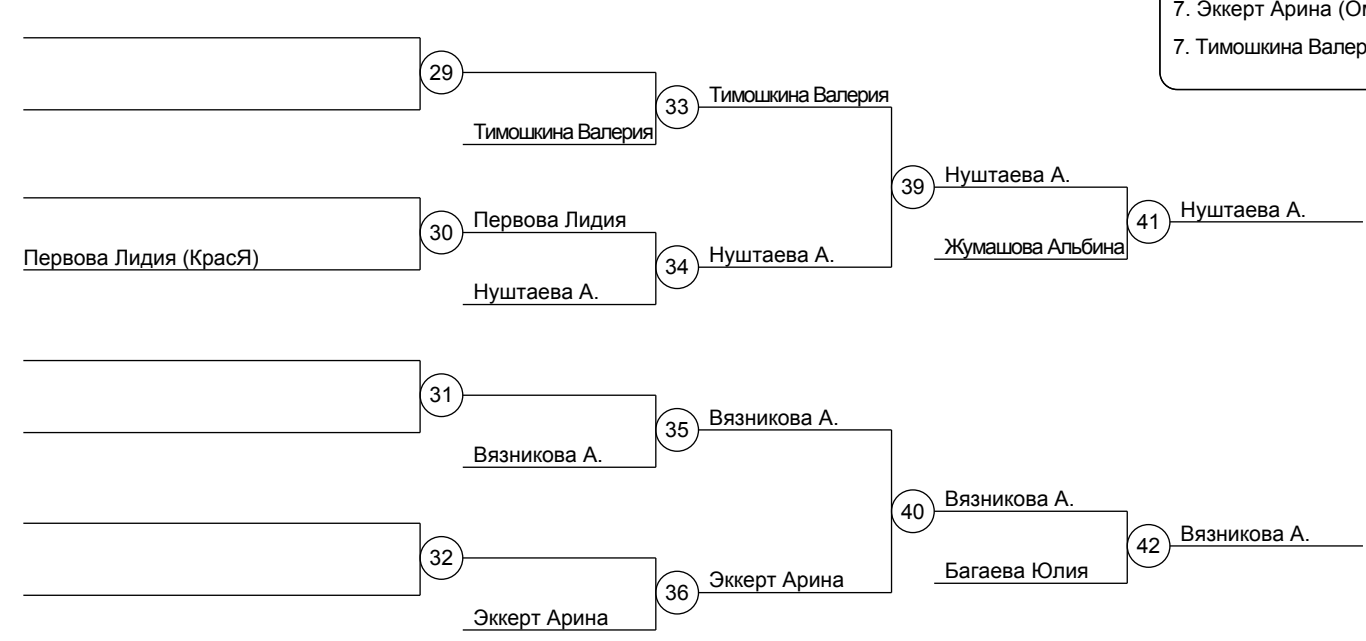 7. Эккерт Арина (
7. Тимошкина Валер
29
33
Тимошкина Валерия
Тимошкина Валерия
39
Нуштаева А.
30
Первова Лидия
41
Нуштаева А.
Первова Лидия (КрасЯ)
34
Нуштаева А.
Жумашова Альбина
Нуштаева А.
31
35
Вязникова А.
Вязникова А.
40
Вязникова А.
42
Вязникова А.
32
36
Эккерт Арина
Багаева Юлия
Эккерт Арина